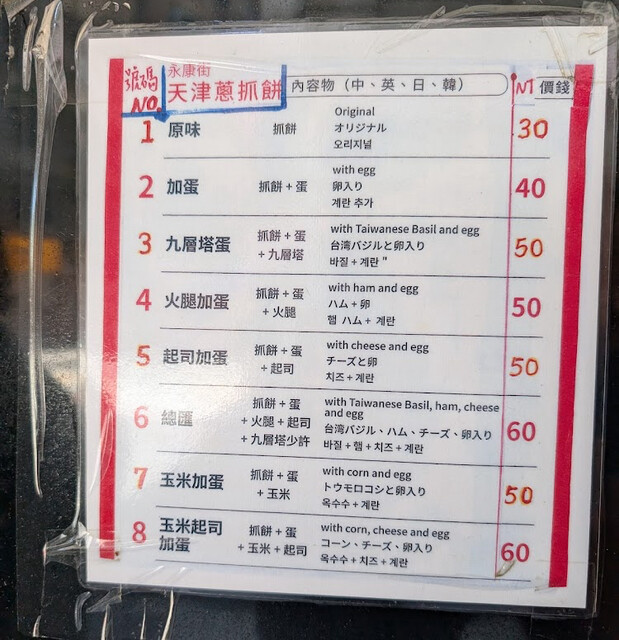 號碼 NO.
永康街
天津蔥抓餅
內容物（中、英、日、韓）
NT 價錢
1 原味 抓餅 30
Original
オリジナル
오리지널
2 加蛋 抓餅 + 蛋 40
with egg
卵入り
계란 추가
3 九層塔蛋 50
抓餅 + 蛋
+ 九層塔
with Taiwanese Basil and egg
台湾バジルと卵入り
바질 + 계란 "
4 火腿加蛋 50
抓餅 + 蛋
+ 火腿
with ham and egg
ハム + 卵
햄 ハム + 계란
5 起司加蛋 50
抓餅 + 蛋
+ 起司
with cheese and egg
チーズと卵
치즈 + 계란
6 總匯 60
抓餅 + 蛋
+ 火腿 + 起司
+ 九層塔少許
with Taiwanese Basil, ham, cheese
and egg
台湾バジル、ハム、チーズ、卵入り
바질 + 햄 + 치즈 + 계란
7 玉米加蛋 50
抓餅 + 蛋
+ 玉米
with corn and egg
トウモロコシと卵入り
옥수수 + 계란
8 玉米起司
加蛋 60
抓餅 + 蛋
+ 玉米 + 起司
with corn, cheese and egg
コーン、チーズ、卵入り
옥수수 + 치즈 + 계란